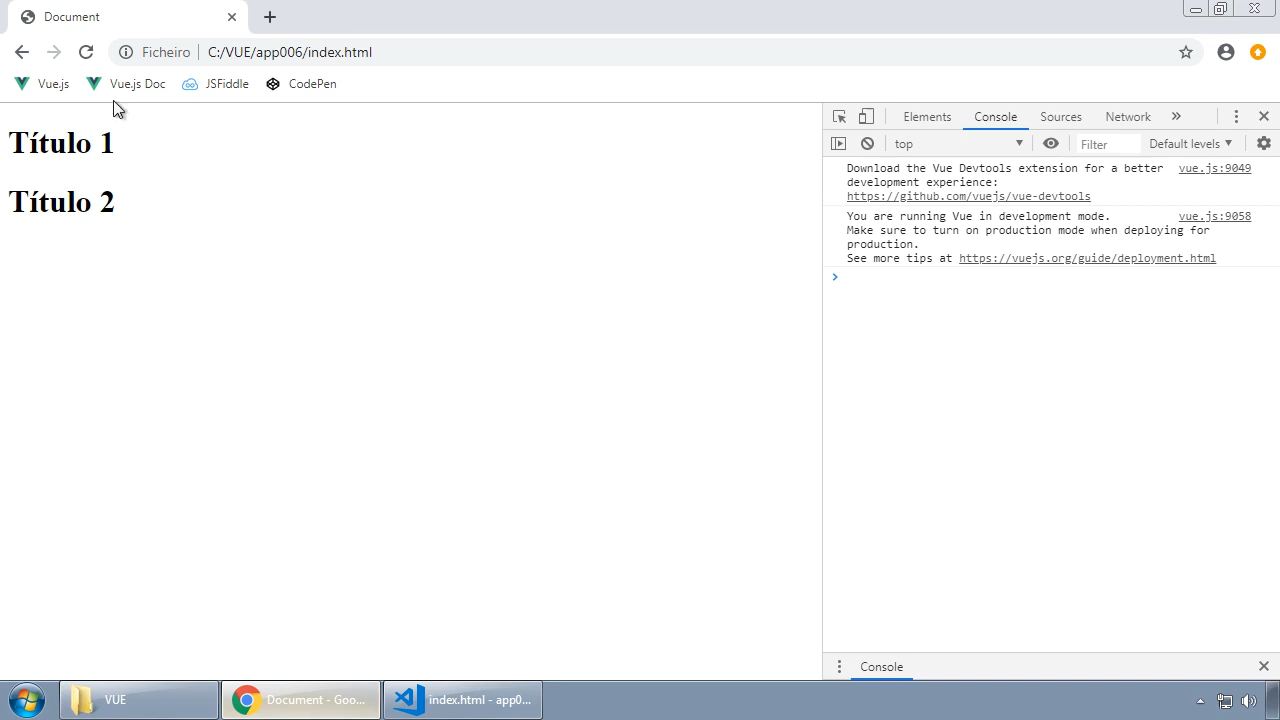 Document
Ficheiro
C:/VUE/app006/index.html
Vue.js
Vue.js Doc
JSFiddle
CodePen
Título 1
Título 2
Elements
Console
Sources
Network
top
Filter
Default levels
Download the Vue Devtools extension for a better vue.js:9049
development experience:
https://github.com/vuejs/vue-devtools
You are running Vue in development mode. vue.js:9058
Make sure to turn on production mode when deploying for
production.
See more tips at https://vuejs.org/guide/deployment.html
Console
VUE
Document - Goo...
index.html - app0...